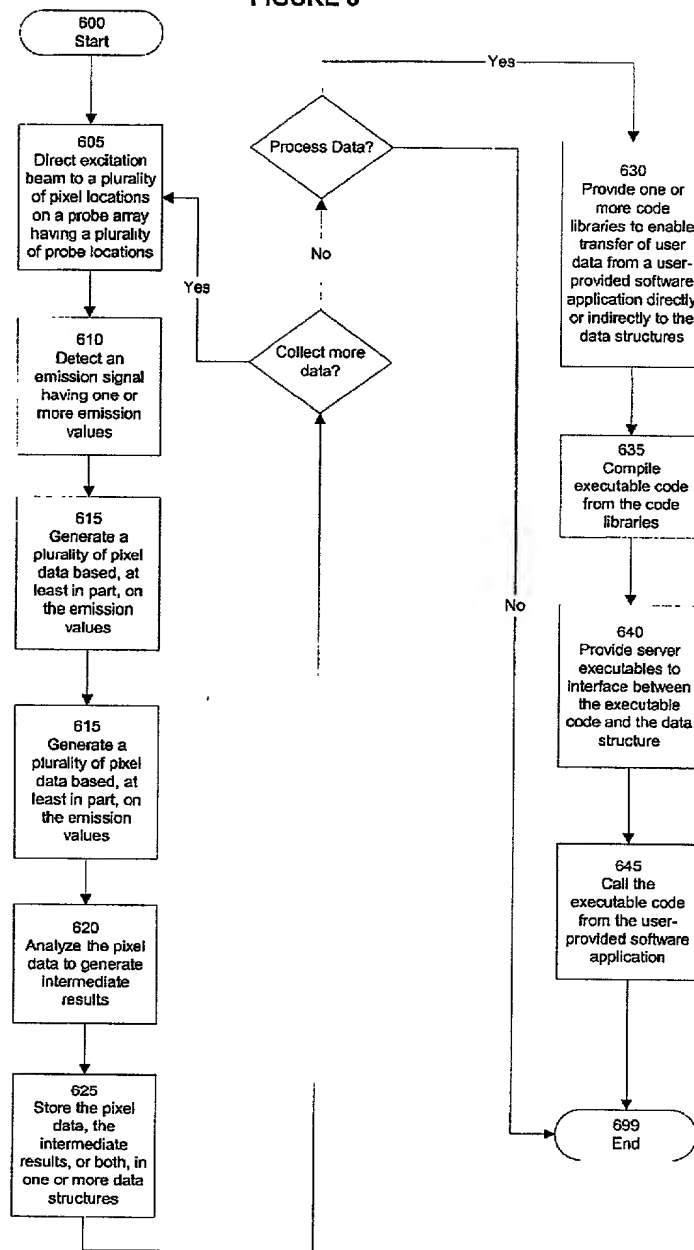 FIGURE
600
Start
605
Direct excitation
beam to a plurality
of pixel locations
on a probe array
having a plurality
of probe locations
610
Detect an
emission signal
having one or
more emission
values
615
Generate a
plurality of pixel
data based, at
least in part, on
the emission
values
615
Generate a
plurality of pixel
data based, at
least in part, on
the emission
values
620
Analyze the pixel
data to generate
intermediate
results
625
Store the pixel
data, the
intermediate
results, or both, in
one or more data
structures
Yes
Collect more
data?
No
Process Data?
Yes
No
630
Provide one or
more code
libraries to enable
transfer of user
data from a user-
provided software
application directly
or indirectly to the
data structures
635
Compile
executable code
from the code
libraries
640
Provide server
executables to
interface between
the executable
code and the data
structure
645
Call the
executable code
from the user-
provided software
application
699
End